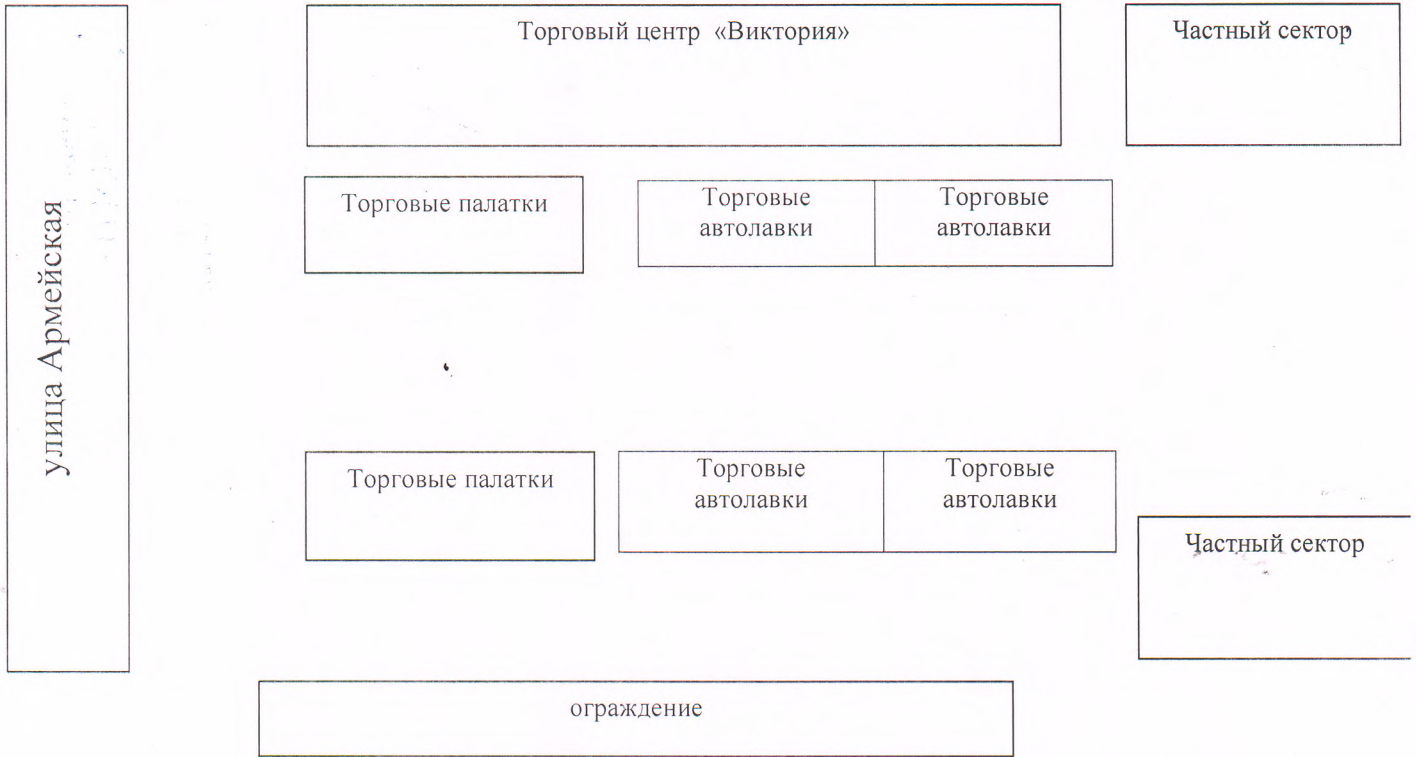 Торговый центр «Виктория»
Частный сектор
улица Армейская
Торговые палатки
Торговые
автолавки
Торговые
автолавки
Торговые палатки
Торговые
автолавки
Торговые
автолавки
Частный сектор
ограждение